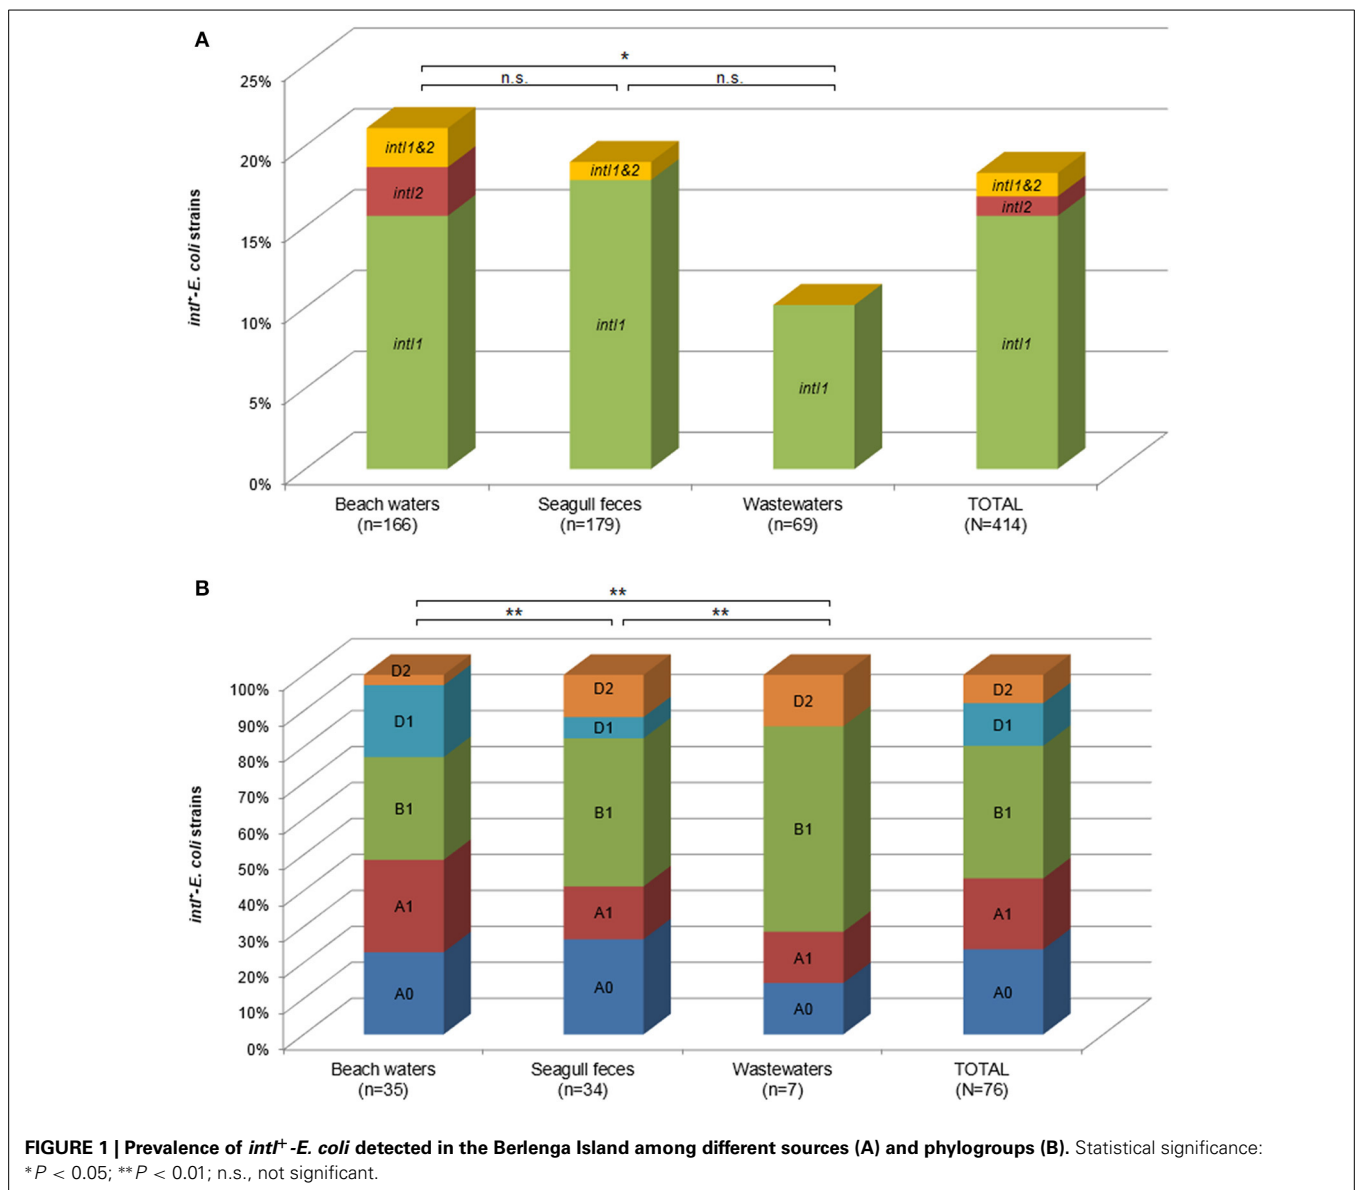 A
*
n.s. n.s.
25%
20%
15%
10%
5%
0%
intI⁺-E. coli strains
intI1&2
intI2
intI1
intI1&2
intI1
intI1
intI1&2
intI2
intI1
Beach waters Seagull feces Wastewaters TOTAL
(n=166) (n=179) (n=69) (N=414)
B
**
** **
100%
90%
80%
70%
60%
50%
40%
30%
20%
10%
0%
intI⁺-E. coli strains
D2
D1
B1
A1
A0
D2
D1
B1
A1
A0
D2
B1
A1
A0
D2
D1
B1
A1
A0
Beach waters Seagull feces Wastewaters TOTAL
(n=35) (n=34) (n=7) (N=76)
FIGURE 1 | Prevalence of intI⁺-E. coli detected in the Berlenga Island among different sources (A) and phylogroups (B). Statistical significance:
*P < 0.05; **P < 0.01; n.s., not significant.